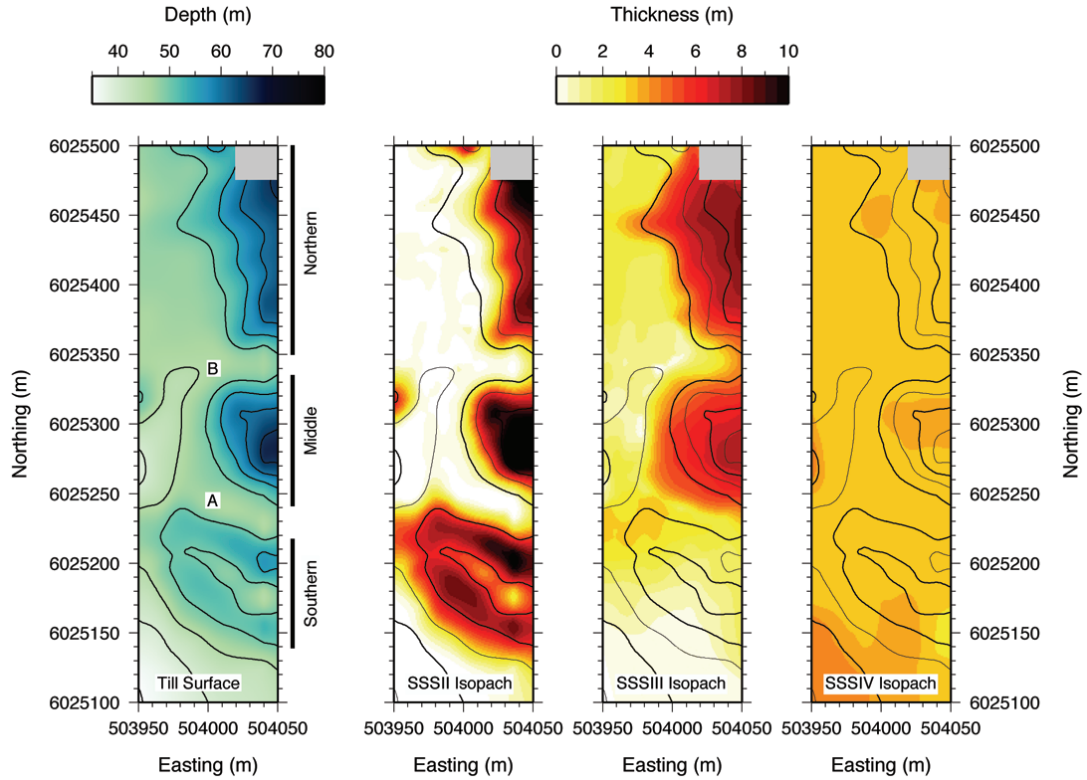 Depth (m)
Thickness (m)
40 50 60 70 80
0 2 4 6 8 10
6025500
6025450
6025400
6025350
6025300
6025250
6025200
6025150
6025100
Northing (m)
B
A
Till Surface
Northern
Middle
Southern
SSSII Isopach
SSSIII Isopach
SSSIV Isopach
6025500
6025450
6025400
6025350
6025300
6025250
6025200
6025150
6025100
Northing (m)
503950 504050
504000
503950 504050
504000
503950 504050
504000
503950 504050
504000
Easting (m)
Easting (m)
Easting (m)
Easting (m)